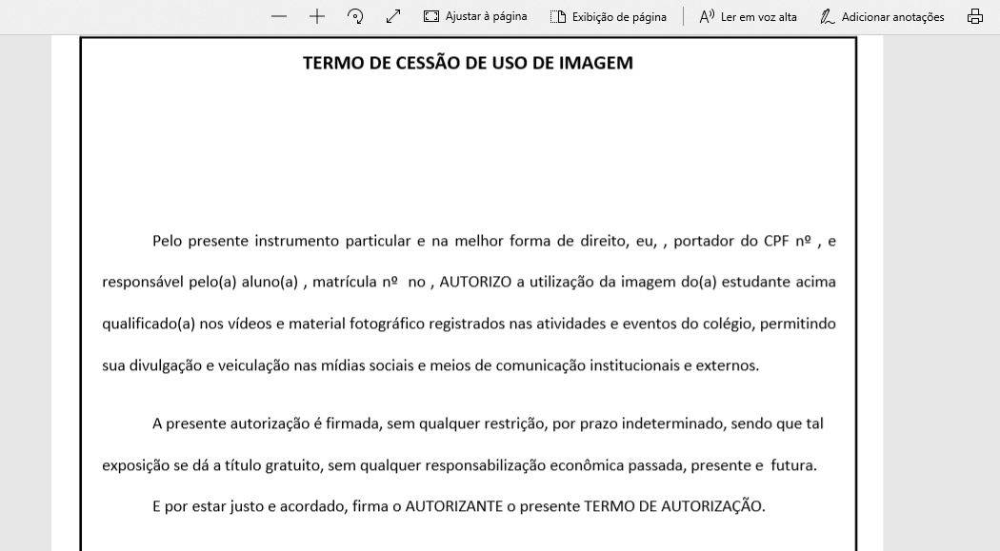 Ajustar à página Exibição de página Ler em voz alta Adicionar anotações
TERMO DE CESSÃO DE USO DE IMAGEM
Pelo presente instrumento particular e na melhor forma de direito, eu, , portador do CPF nº , e
responsável pelo(a) aluno(a) , matrícula nº no , AUTORIZO a utilização da imagem do(a) estudante acima
qualificado(a) nos vídeos e material fotográfico registrados nas atividades e eventos do colégio, permitindo
sua divulgação e veiculação nas mídias sociais e meios de comunicação institucionais e externos.
A presente autorização é firmada, sem qualquer restrição, por prazo indeterminado, sendo que tal
exposição se dá a título gratuito, sem qualquer responsabilização econômica passada, presente e futura.
E por estar justo e acordado, firma o AUTORIZANTE o presente TERMO DE AUTORIZAÇÃO.